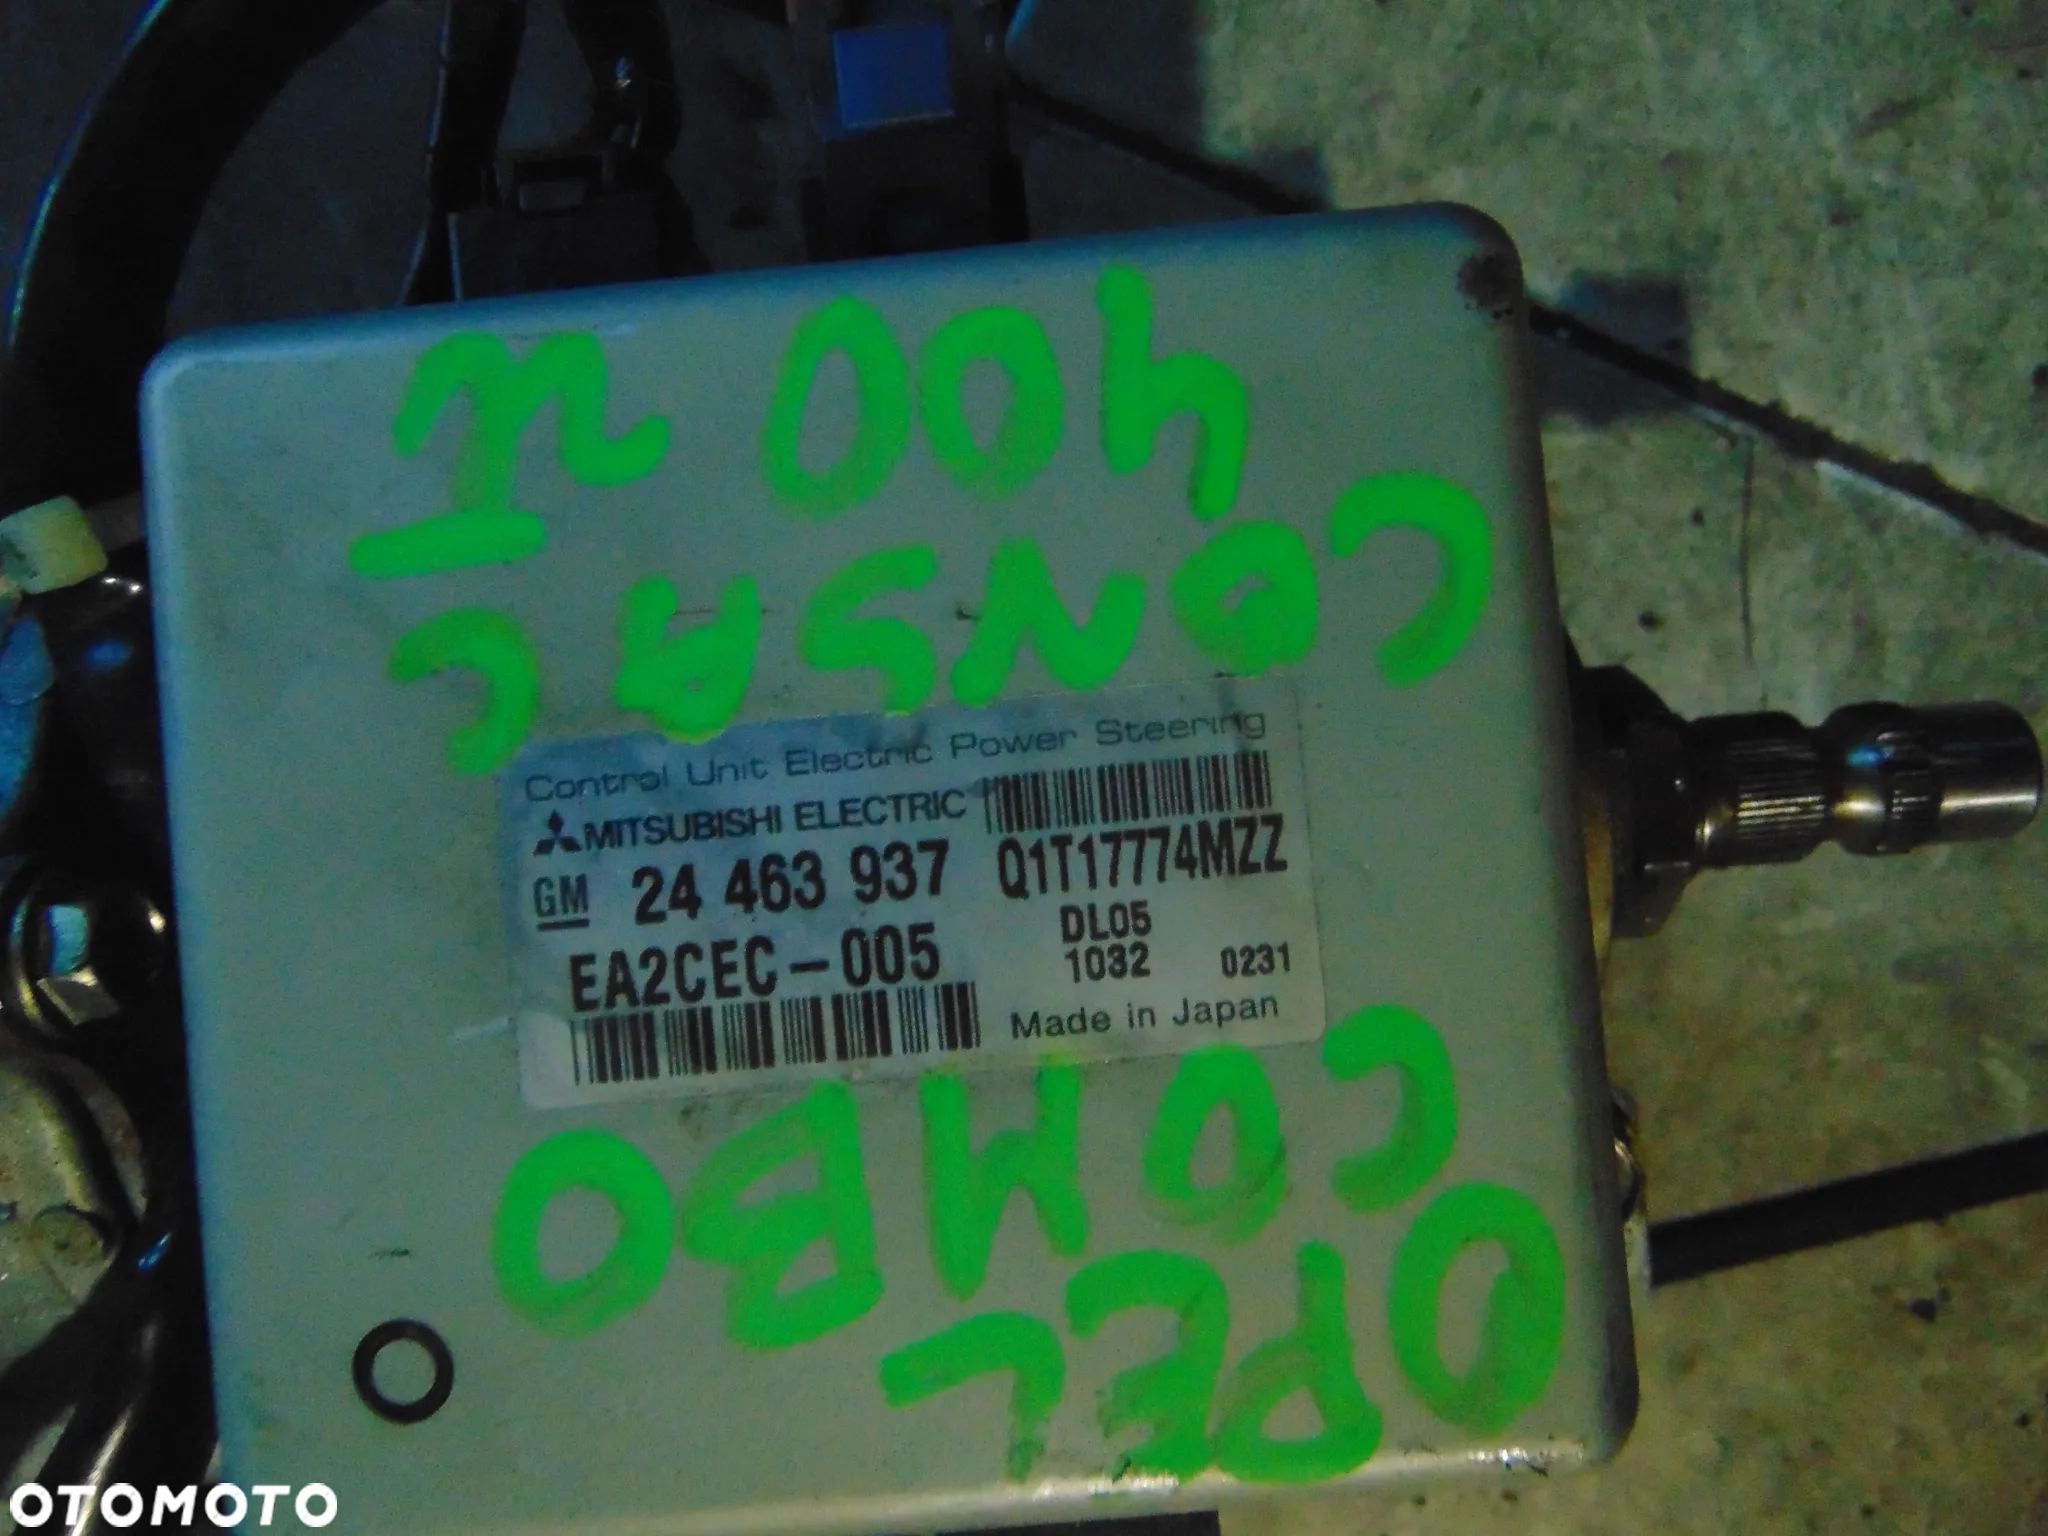 OPEL
COMBO
CORSA C
400
Control Unit Electric Power Steering
MITSUBISHI ELECTRIC
GM 24 463 937 Q1T17774MZZ
EA2CEC-005 DL05
1032 0231
Made in Japan
OTOMOTO